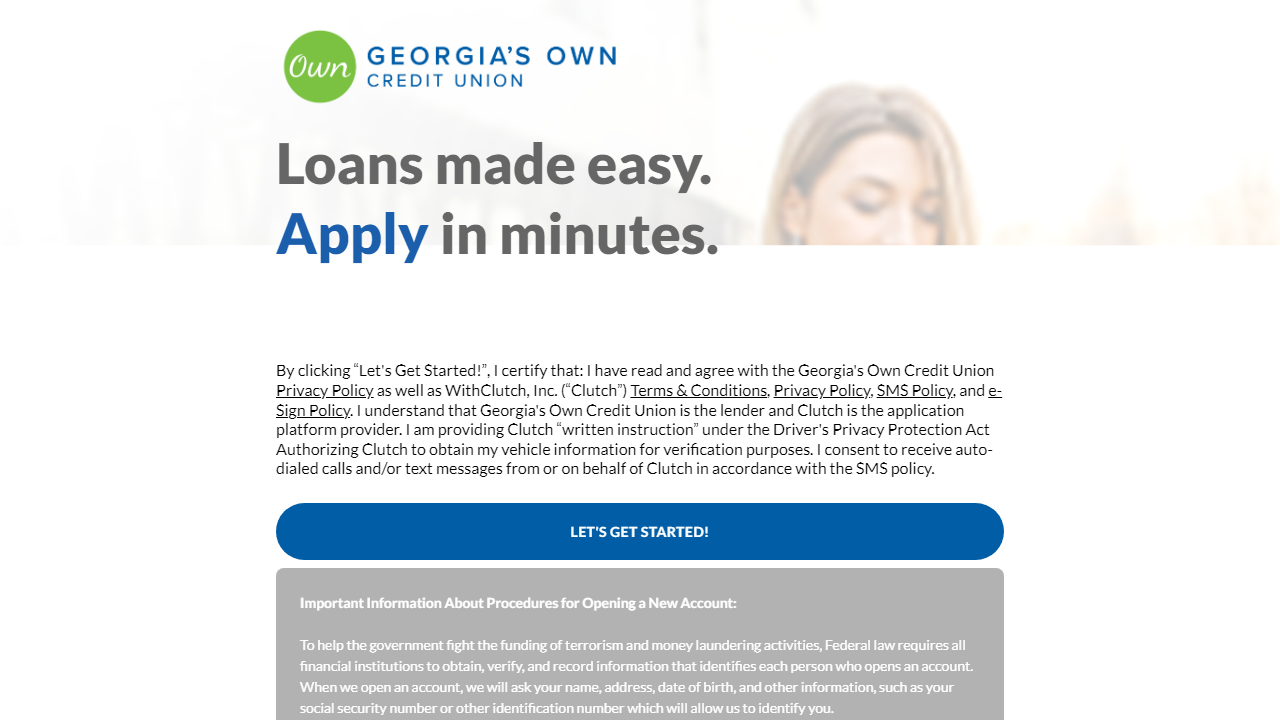 Own
GEORGIA'S OWN
CREDIT UNION
Loans made easy.
Apply in minutes.
By clicking “Let's Get Started!”, I certify that: I have read and agree with the Georgia's Own Credit Union
Privacy Policy as well as WithClutch, Inc. (“Clutch”) Terms & Conditions, Privacy Policy, SMS Policy, and e-
Sign Policy. I understand that Georgia's Own Credit Union is the lender and Clutch is the application
platform provider. I am providing Clutch “written instruction” under the Driver's Privacy Protection Act
Authorizing Clutch to obtain my vehicle information for verification purposes. I consent to receive auto-
dialed calls and/or text messages from or on behalf of Clutch in accordance with the SMS policy.
LET'S GET STARTED!
Important Information About Procedures for Opening a New Account:
To help the government fight the funding of terrorism and money laundering activities, Federal law requires all
financial institutions to obtain, verify, and record information that identifies each person who opens an account.
When we open an account, we will ask your name, address, date of birth, and other information, such as your
social security number or other identification number which will allow us to identify you.